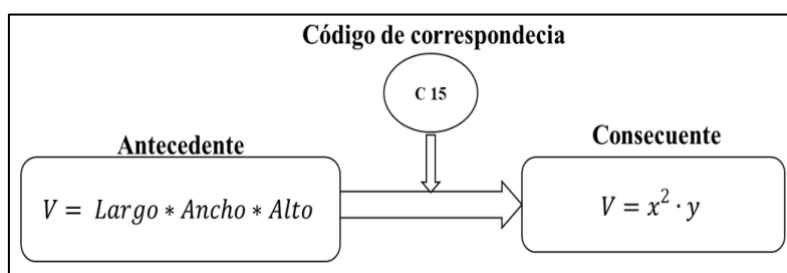 Código de correspondecia
C 15
Antecedente
Consecuente
V = Largo * Ancho * Alto
V = x² · y